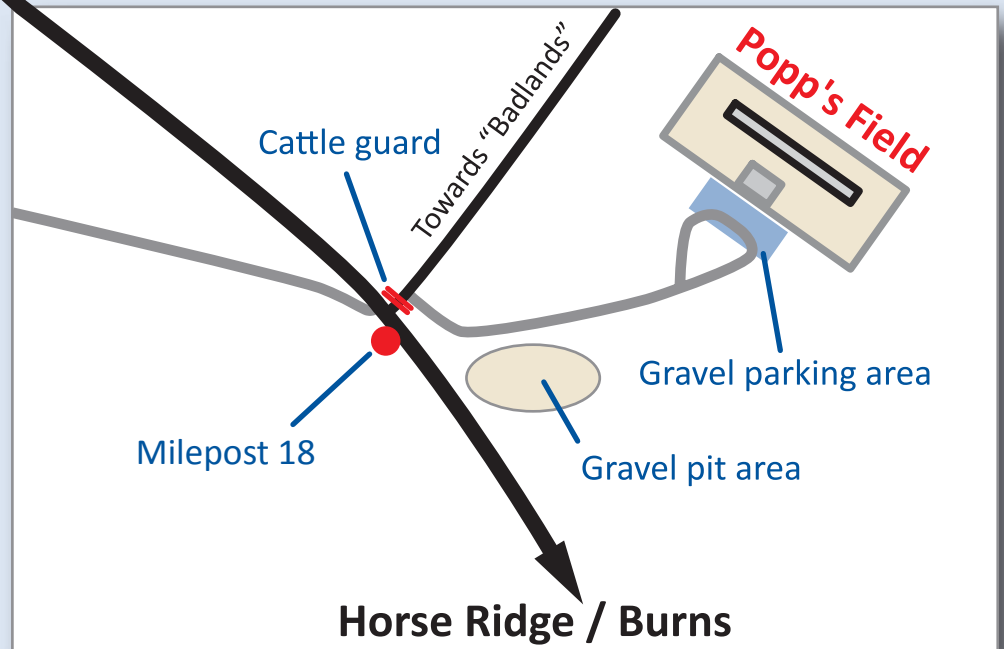 Popp's Field
Towards “Badlands”
Cattle guard
Gravel parking area
Milepost 18
Gravel pit area
Horse Ridge / Burns